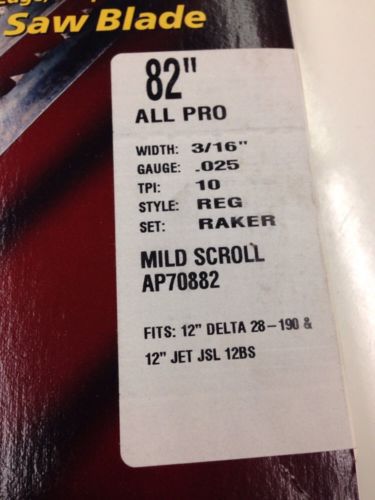 Edge,
Saw Blade
82"
ALL PRO
WIDTH: 3/16"
GAUGE: .025
TPI: 10
STYLE: REG
SET: RAKER
MILD SCROLL
AP70882
FITS: 12" DELTA 28-190 &
12" JET JSL 12BS